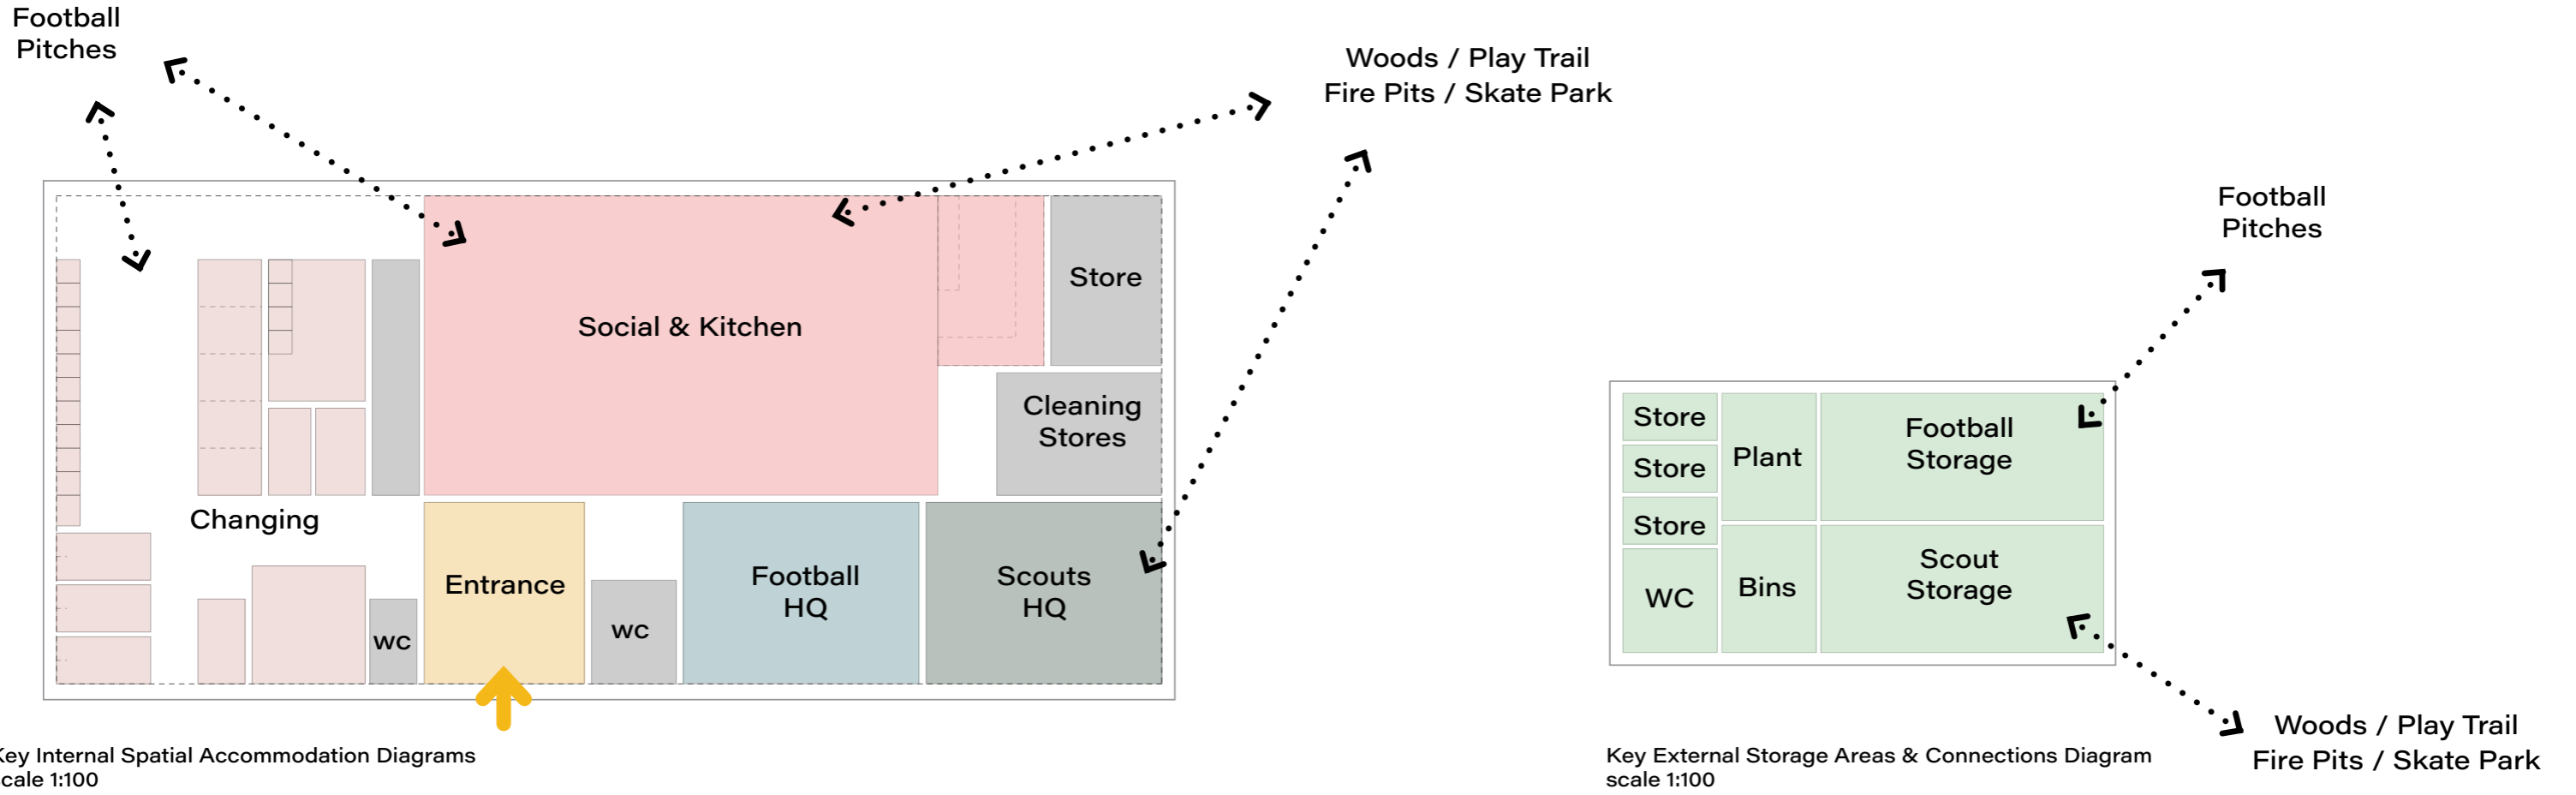 Football
Pitches
Woods / Play Trail
Fire Pits / Skate Park
Social & Kitchen
Store
Cleaning
Stores
Changing
Entrance
WC
WC
Football
HQ
Scouts
HQ
Key Internal Spatial Accommodation Diagrams
scale 1:100
Football
Pitches
Store
Store
Store
WC
Plant
Bins
Football
Storage
Scout
Storage
Woods / Play Trail
Fire Pits / Skate Park
Key External Storage Areas & Connections Diagram
scale 1:100